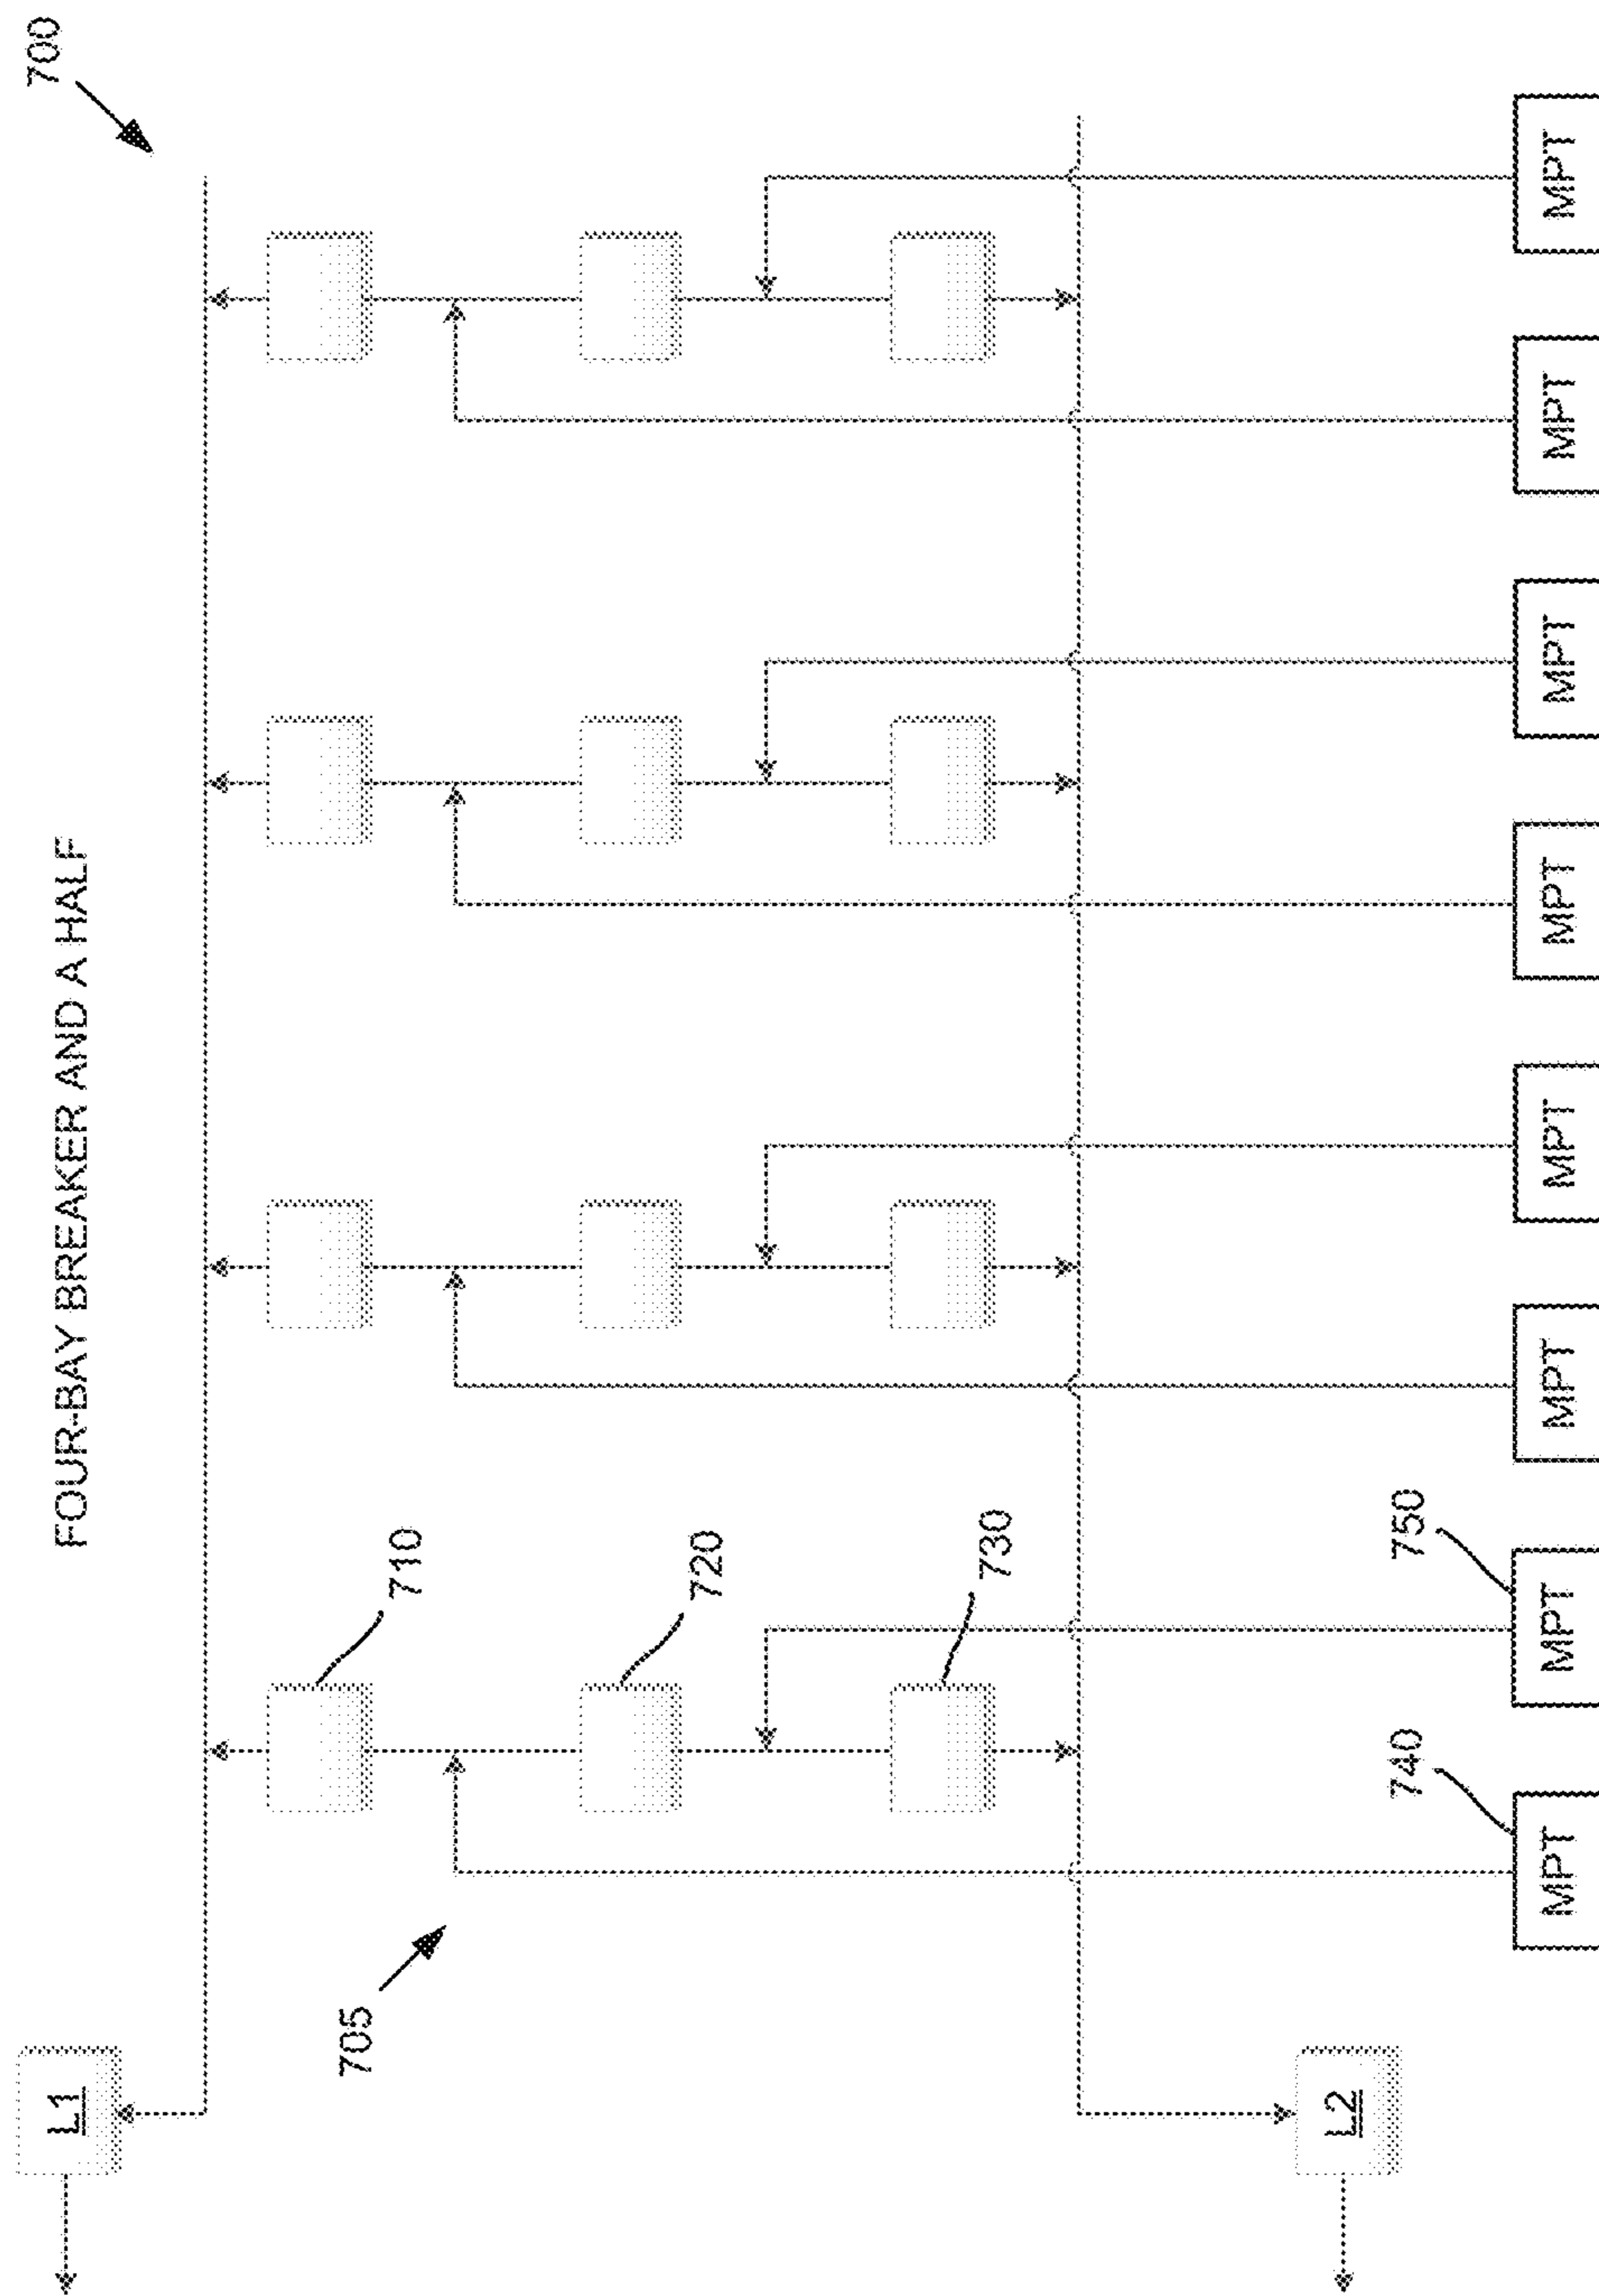 FOUR-BAY BREAKER AND A HALF
700
L1
705
710
720
730
L2
740
750
MPT
MPT
MPT
MPT
MPT
MPT
MPT
MPT